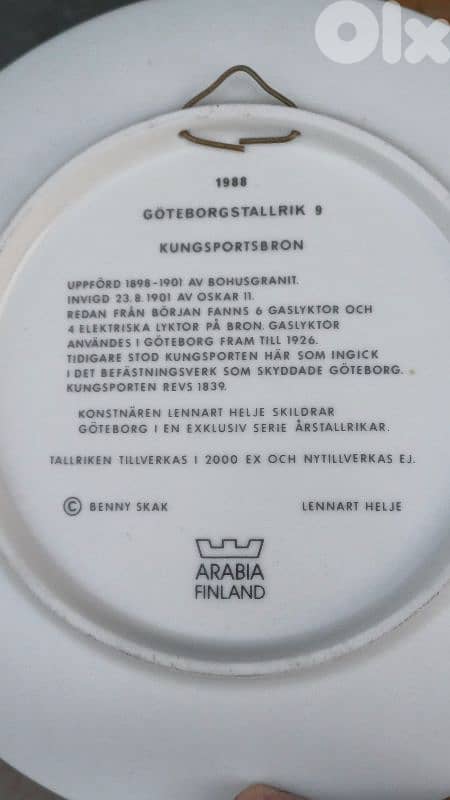 OLX
1988
GÖTEBORGSTALLRIK 9
KUNGSPORTSBRON
UPPFÖRD 1898-1901 AV BOHUSGRANIT.
INVIGD 23.8.1901 AV OSKAR 11.
REDAN FRÅN BÖRJAN FANNS 6 GASLYKTOR OCH
4 ELEKTRISKA LYKTOR PÅ BRON. GASLYKTOR
ANVÄNDES I GÖTEBORG FRAM TILL 1926.
TIDIGARE STOD KUNGSPORTEN HÄR SOM INGICK
I DET BEFÄSTNINGSVERK SOM SKYDDADE GÖTEBORG.
KUNGSPORTEN REVS 1839.
KONSTNÄREN LENNART HELJE SKILDRAR
GÖTEBORG I EN EXKLUSIV SERIE ÅRSTALLRIKAR.
TALLRIKEN TILLVERKAS I 2000 EX OCH NYTILLVERKAS EJ.
© BENNY SKAK LENNART HELJE
ARABIA
FINLAND